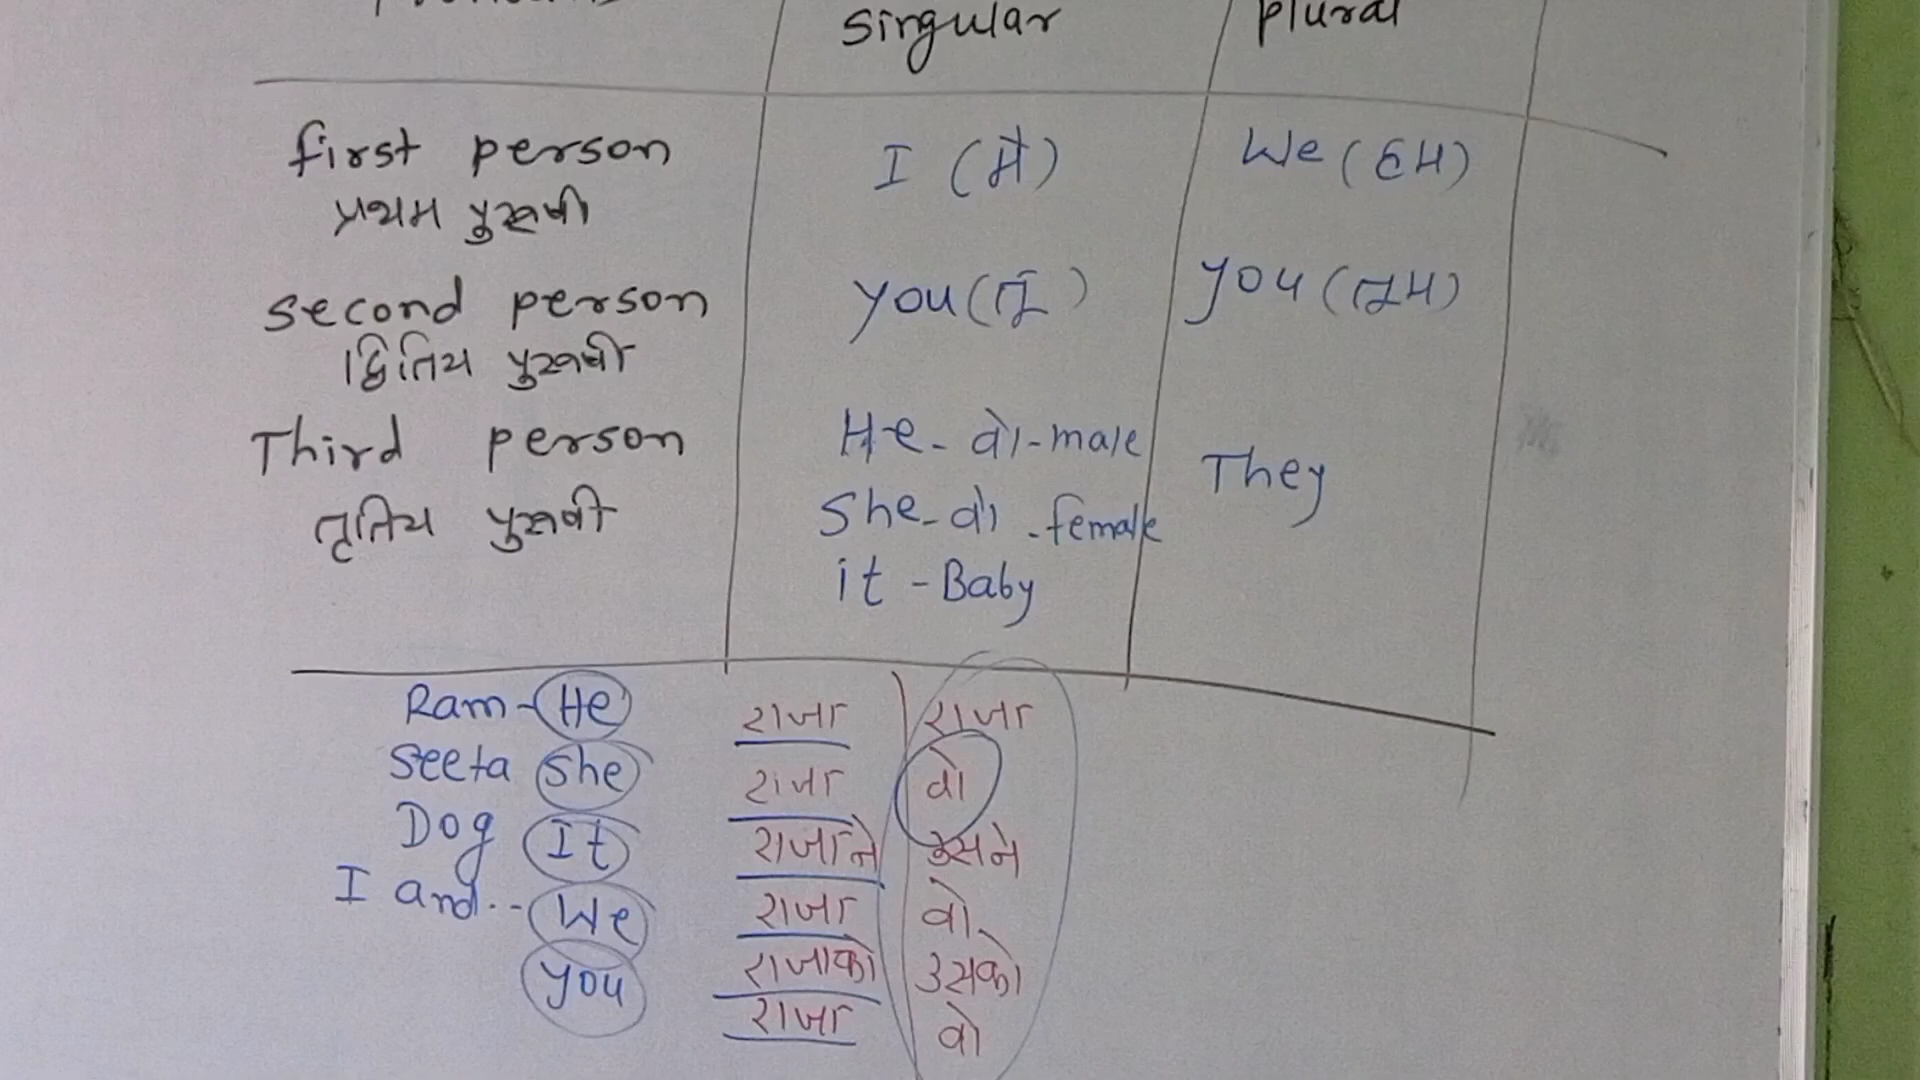 singular plural
first person I (मैं) We (हम)
प्रथम पुरूषी
second person you (तू) you (तुम)
द्वितिय पुरूषी
Third person He - वो - male They
तृतिय पुरूषी She - वो - female
it - Baby
Ram - He राजा राजा
Seeta She राजा वो
Dog It राजाने उसने
I and.. - We राजा वो
you राजाका उसका
राजा वो